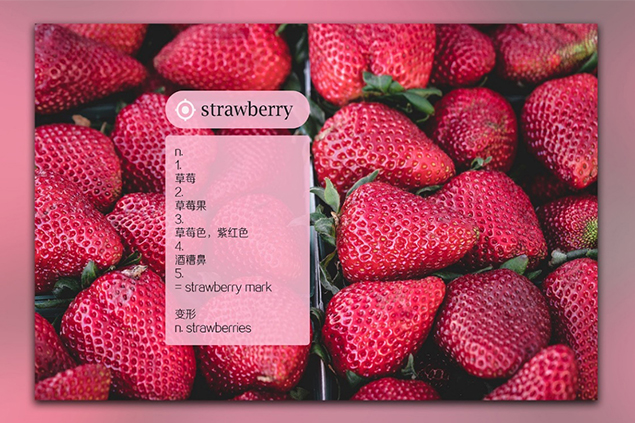 strawberry
n.
1.
草莓
2.
草莓果
3.
草莓色，紫红色
4.
酒糟鼻
5.
= strawberry mark
变形
n. strawberries